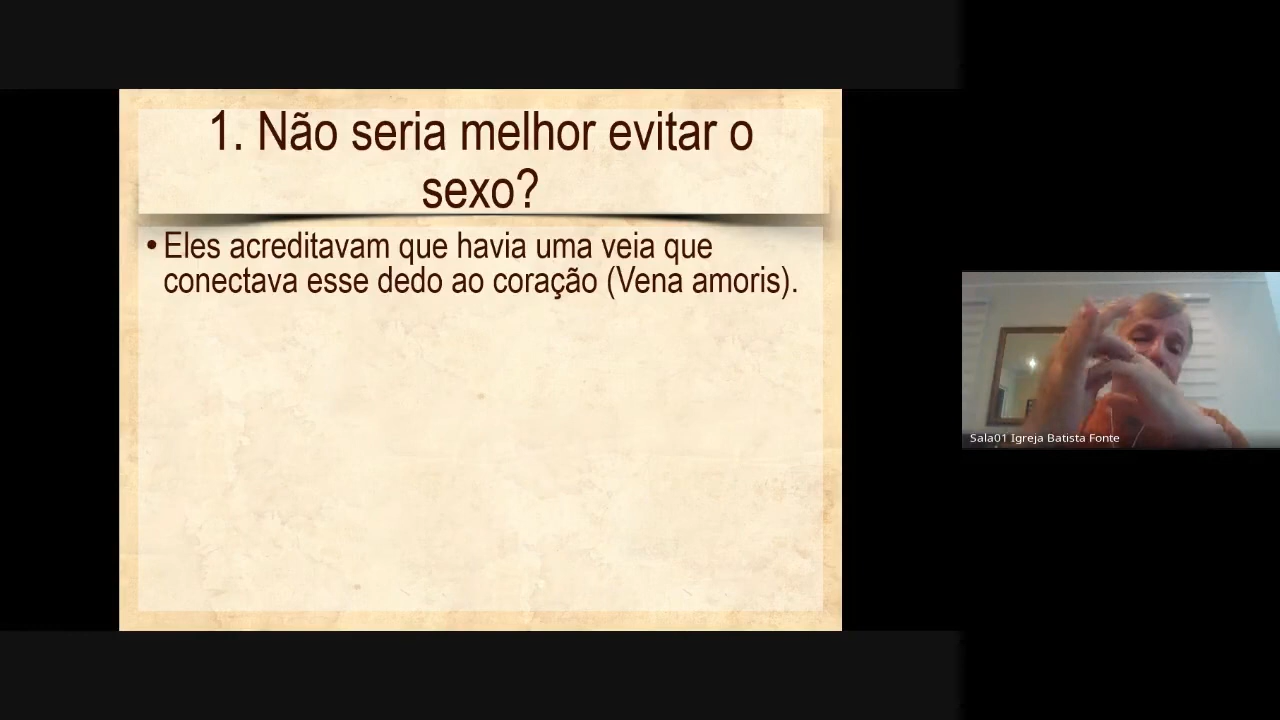 1. Não seria melhor evitar o
sexo?
• Eles acreditavam que havia uma veia que
conectava esse dedo ao coração (Vena amoris).
Sala01 Igreja Batista Fonte